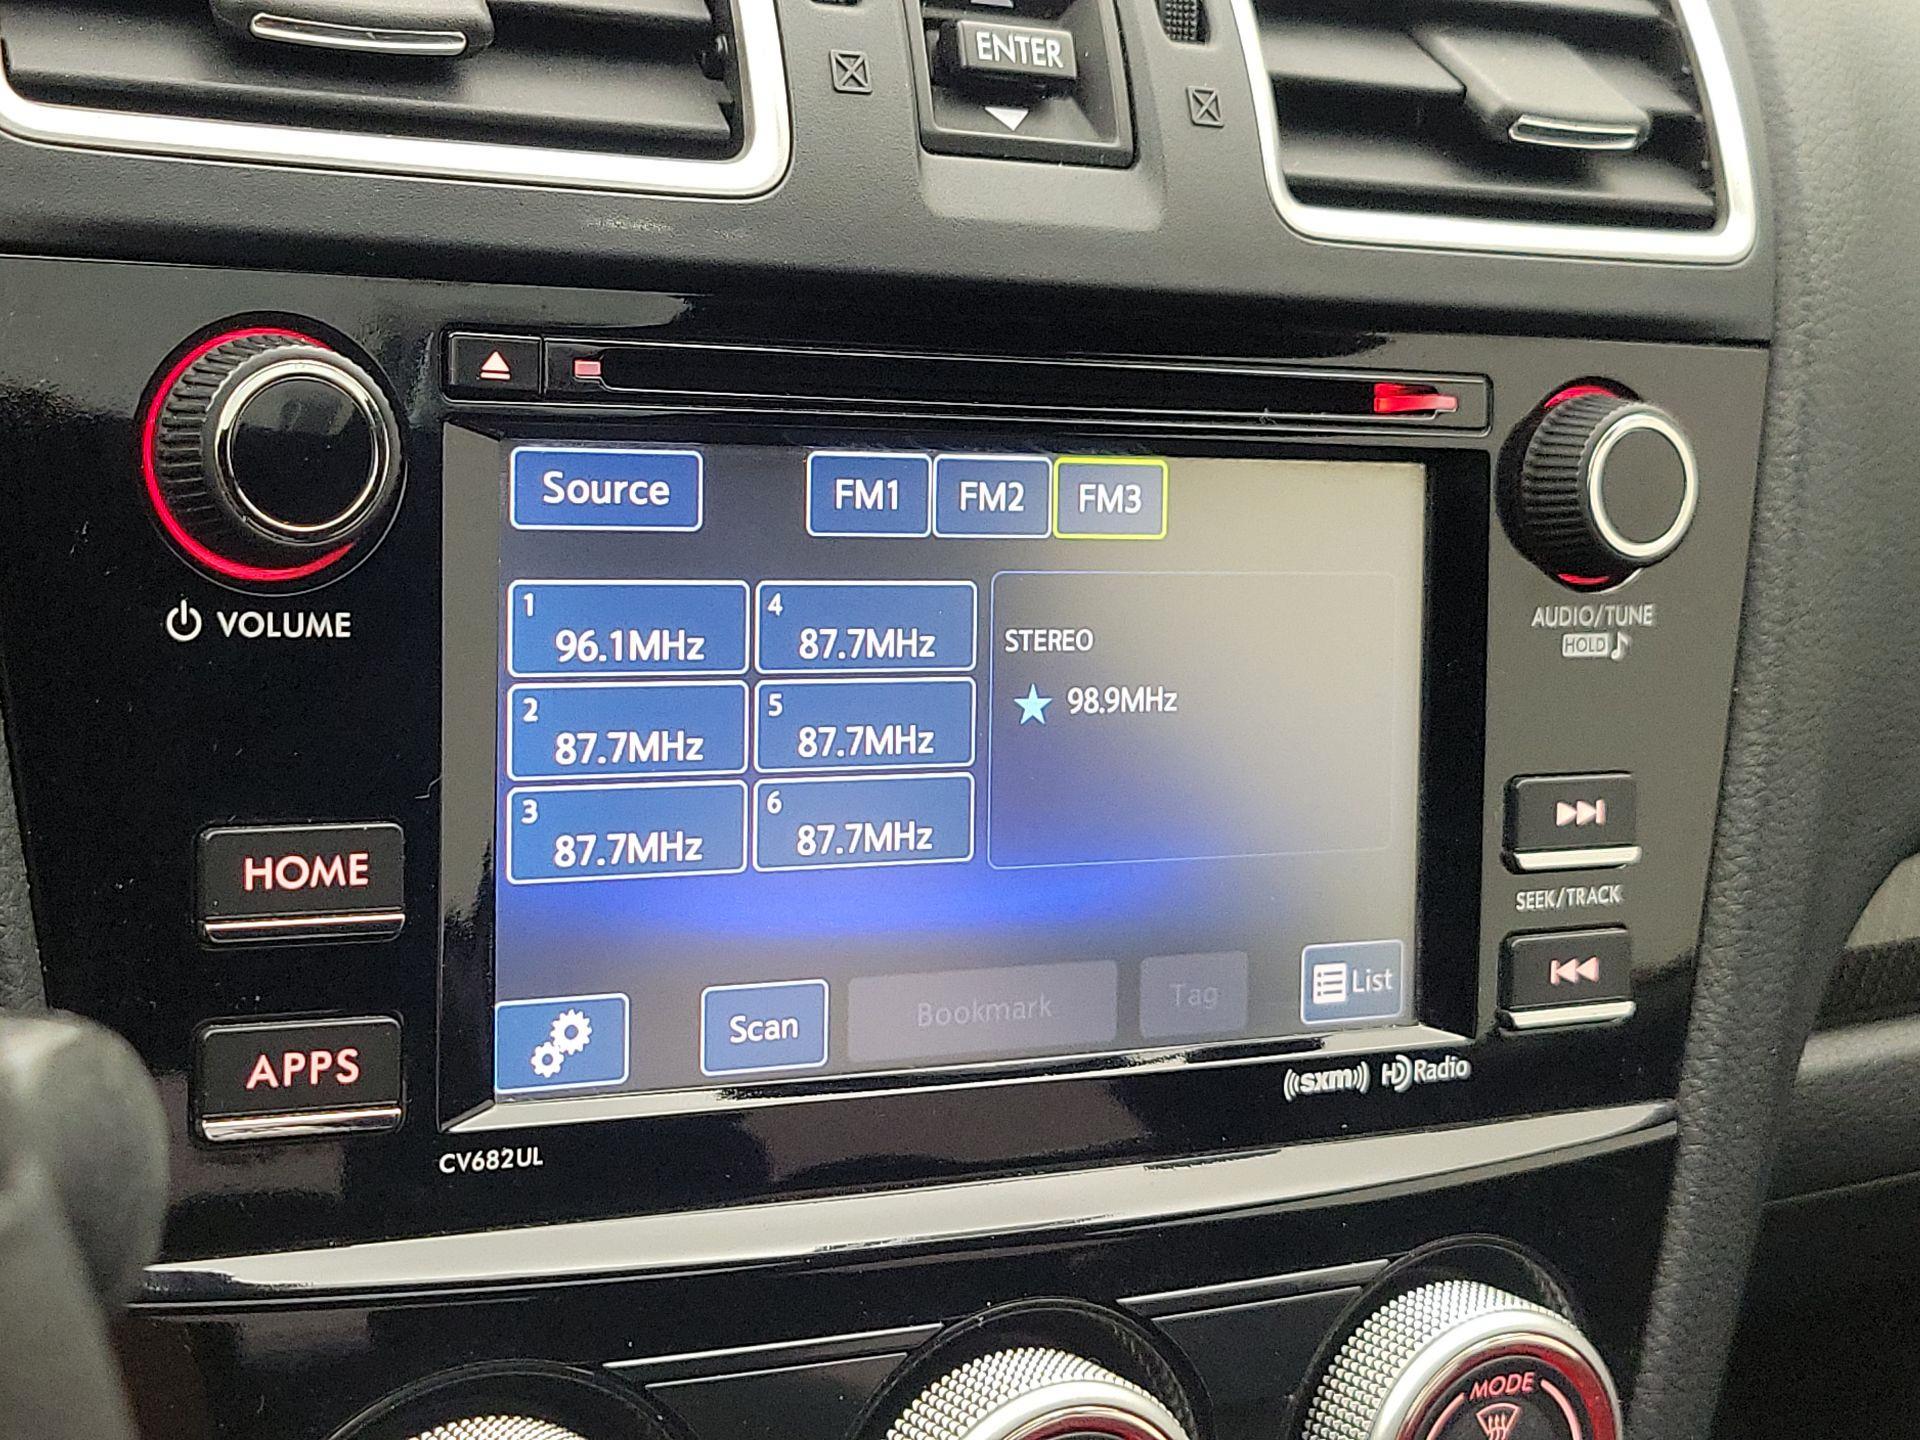 ENTER
VOLUME
Source
FM1 FM2 FM3
1 96.1MHz
4 87.7MHz
2 87.7MHz
5 87.7MHz
3 87.7MHz
6 87.7MHz
STEREO
98.9MHz
Scan
Bookmark
Tag
List
AUDIO/TUNE
HOLD
HOME
APPS
SEEK/TRACK
CV682UL
((sxm)) HD Radio
MODE